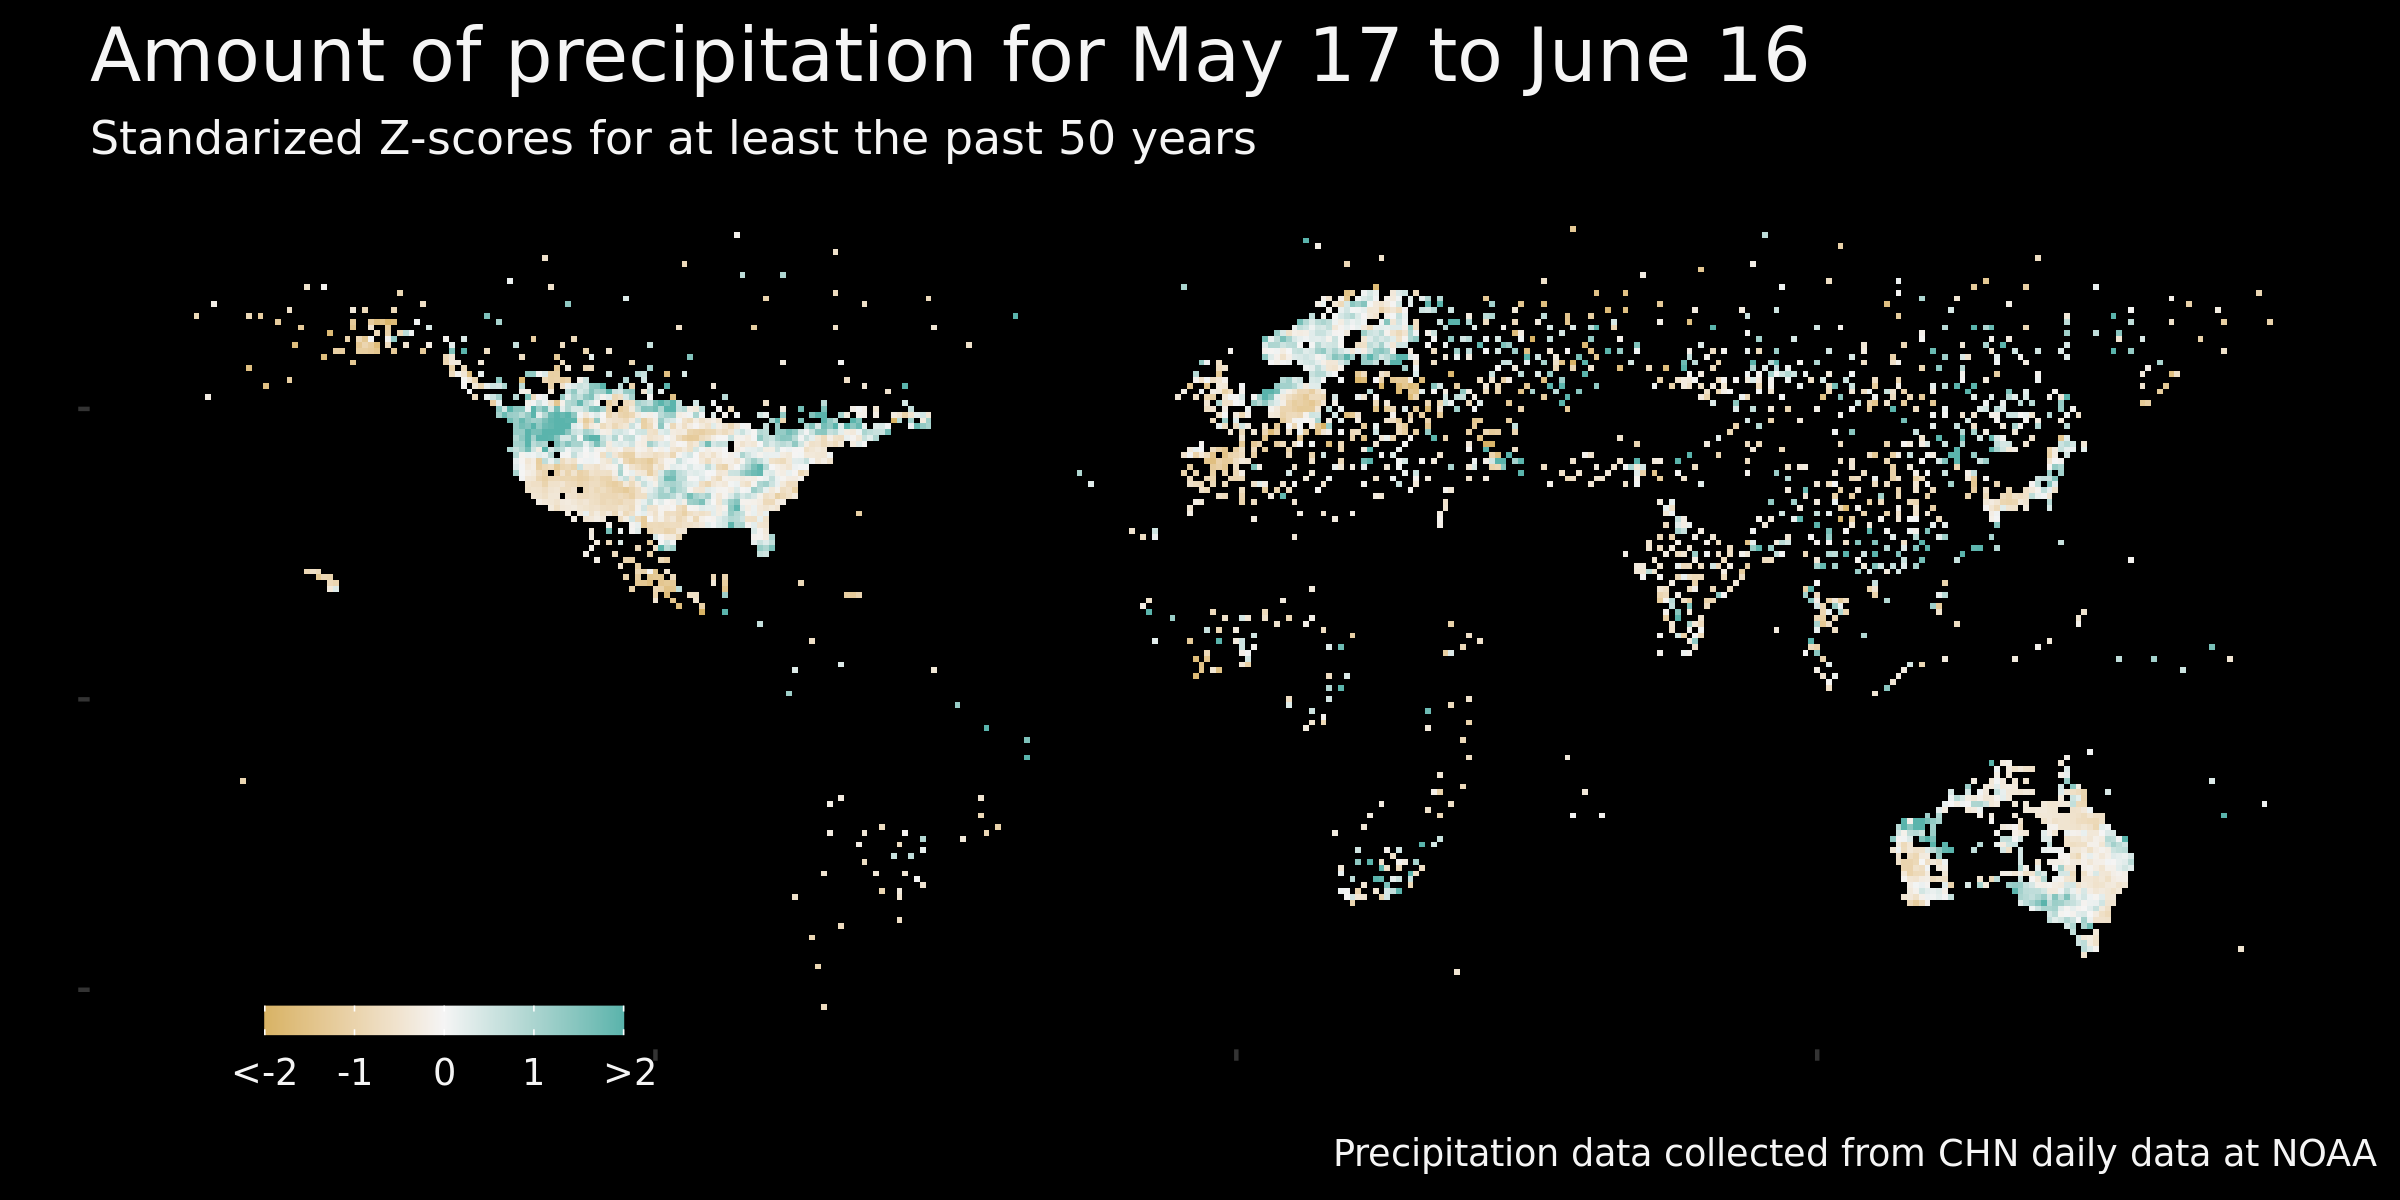 Amount of precipitation for May 17 to June 16
Standarized Z-scores for at least the past 50 years
<-2 -1 0 1 >2
Precipitation data collected from CHN daily data at NOAA